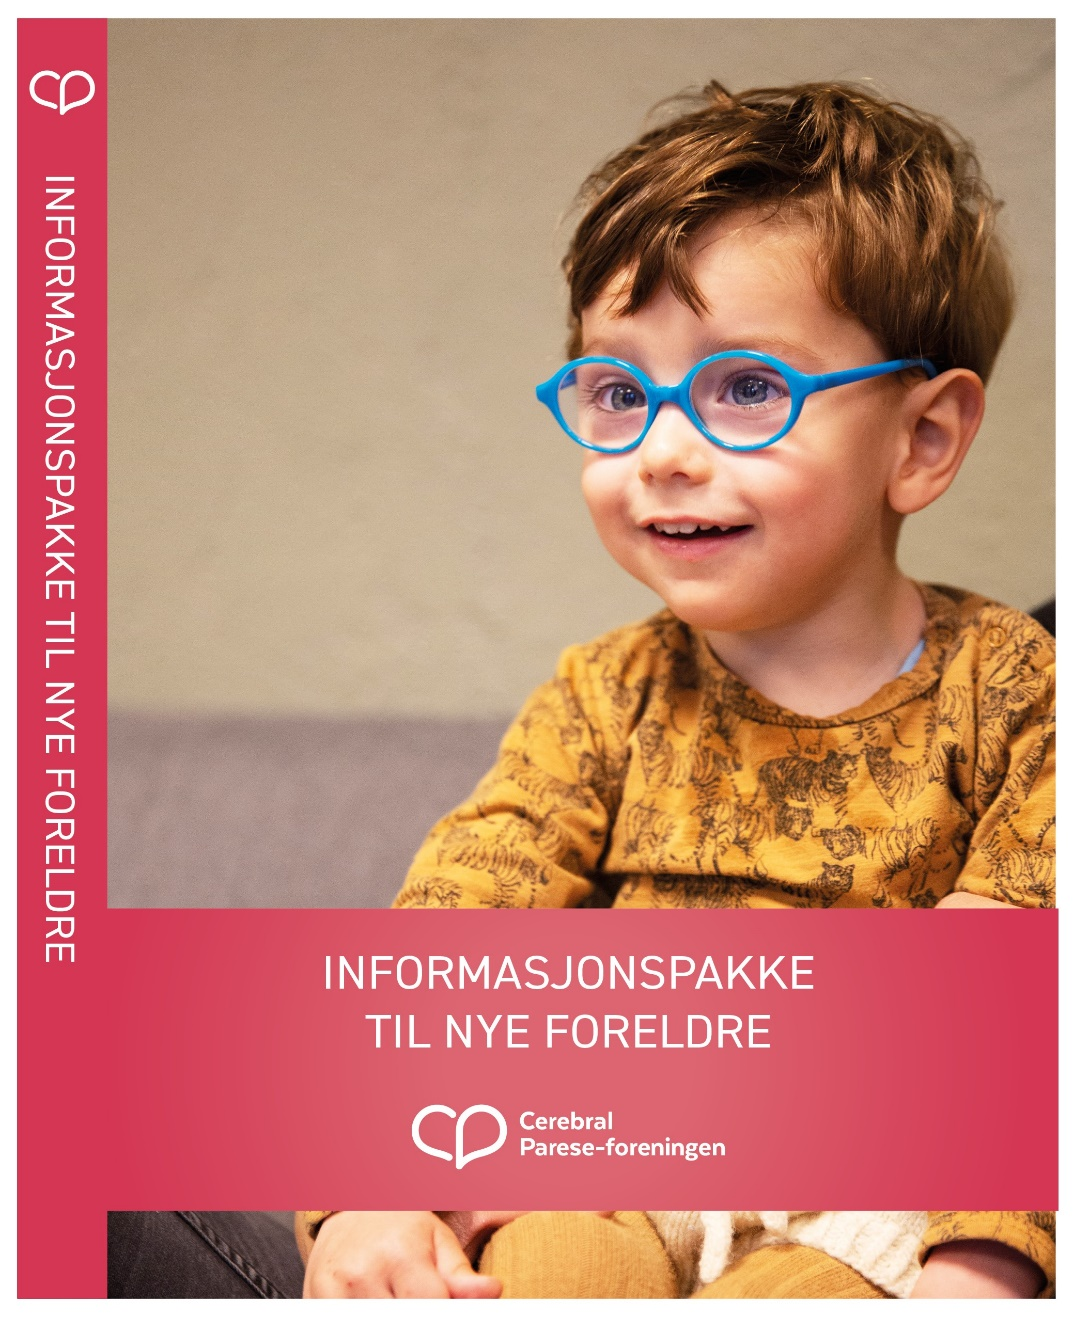 INFORMASJONSPAKKE TIL NYE FORELDRE
INFORMASJONSPAKKE
TIL NYE FORELDRE
Cerebral
Parese-foreningen